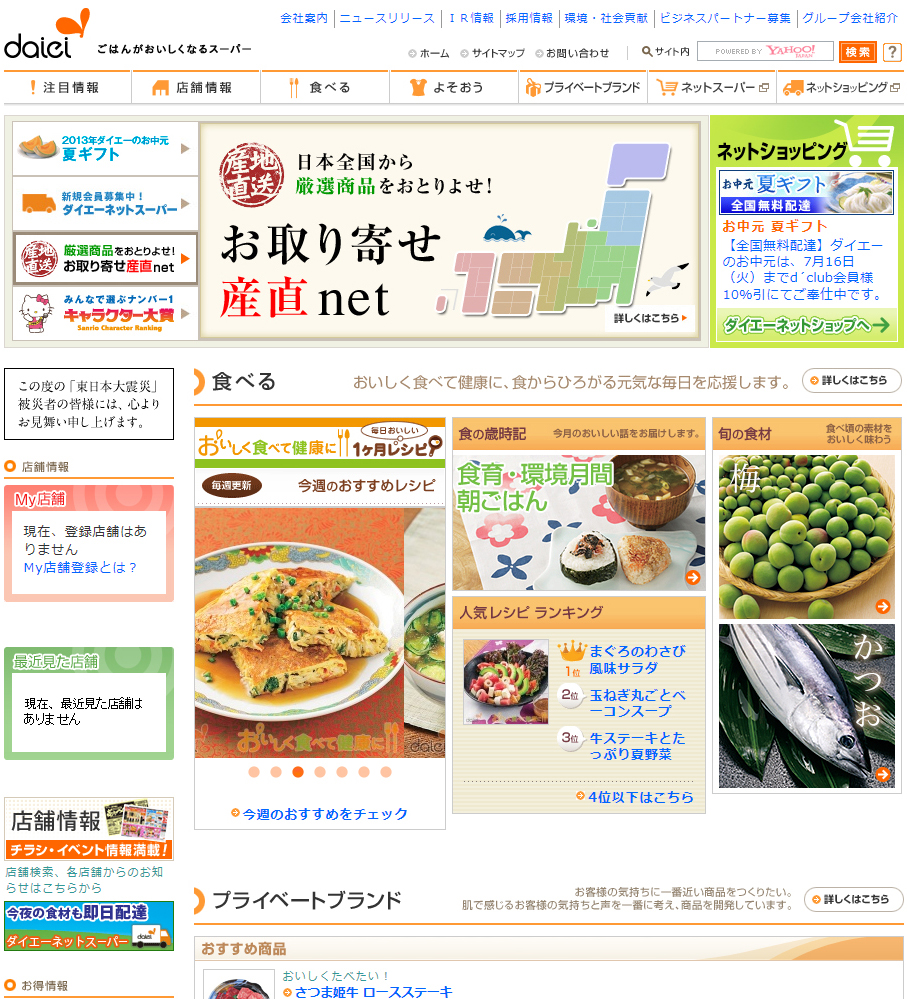 会社案内
ニュースリリース
ＩＲ情報
採用情報
環境・社会貢献
ビジネスパートナー募集
グループ会社紹介
daiei
ごはんがおいしくなるスーパー
ホーム
サイトマップ
お問い合わせ
サイト内
POWERED BY YAHOO! JAPAN
検索
?
注目情報
店舗情報
食べる
よそおう
プライベートブランド
ネットスーパー
ネットショッピング
2013年ダイエーのお中元
夏ギフト
新規会員募集中！
ダイエーネットスーパー
産地直送
厳選商品をおとりよせ!
お取り寄せ産直net
みんなで選ぶナンバー1
キャラクター大賞
Sanrio Character Ranking
産地直送
日本全国から
厳選商品をおとりよせ!
お取り寄せ
産直net
詳しくはこちら
ネットショッピング
お中元 夏ギフト
全国無料配達
お中元 夏ギフト
【全国無料配達】ダイエー
のお中元は、7月16日
（火）までd´club会員様
10%引にてご奉仕中です。
ダイエーネットショップへ
この度の「東日本大震災」
被災者の皆様には、心より
お見舞い申し上げます。
店舗情報
My店舗
現在、登録店舗はあ
りません
My店舗登録とは？
最近見た店舗
現在、最近見た店舗は
ありません
店舗情報
チラシ・イベント情報満載！
店舗検索、各店舗からのお知
らせはこちらから
今夜の食材も即日配達
daiei
ダイエーネットスーパー
お得情報
食べる
おいしく食べて健康に、食からひろがる元気な毎日を応援します。
詳しくはこちら
おいしく食べて健康に
毎日おいしい
1ヶ月レシピ
毎週更新
今週のおすすめレシピ
おいしく食べて健康に
daiei
今週のおすすめをチェック
食の歳時記
今月のおいしい話をお届けします。
食育・環境月間
朝ごはん
人気レシピ ランキング
1位
まぐろのわさび
風味サラダ
2位
玉ねぎ丸ごとベ
ーコンスープ
3位
牛ステーキとた
っぷり夏野菜
4位以下はこちら
旬の食材
食べ頃の素材を
おいしく味わう
梅
かつお
プライベートブランド
お客様の気持ちに一番近い商品をつくりたい。
肌で感じるお客様の気持ちと声を一番に考え、商品を開発しています。
詳しくはこちら
おすすめ商品
おいしくたべたい！
さつま姫牛 ロースステーキ